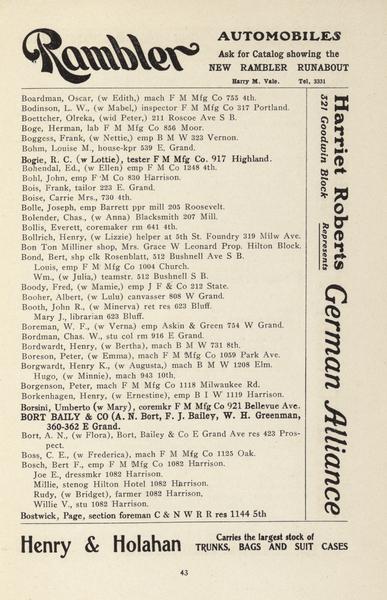 Rambler
AUTOMOBILES
Ask for Catalog showing the
NEW RAMBLER RUNABOUT
Harry M. Vale. Tel, 3331
Boardman, Oscar, (w Edith,) mach F M Mfg Co 755 4th.
Bodinson, L. W., (w Mabel,) inspector F M Mfg Co 317 Portland.
Boettcher, Olreka, (wid Peter,) 211 Roscoe Ave S B.
Boge, Herman, lab F M Mfg Co 856 Moor.
Boggess, Frank, (w Nettie,) emp B M W 323 Vernon.
Bohm, Louise M., house-kpr 539 E. Grand.
Bogie, R. C. (w Lottie), tester F M Mfg Co. 917 Highland.
Bohendal, Ed., (w Ellen) emp F M Co 1248 4th.
Bohl, John, emp F M Co 830 Harrison.
Bois, Frank, tailor 223 E. Grand.
Boise, Carrie Mrs., 730 4th.
Bolle, Joseph, emp Barrett ppr mill 205 Roosevelt.
Bolender, Chas., (w Anna) Blacksmith 207 Mill.
Bollis, Everett, coremaker rm 641 4th.
Bollrich, Henry, (w Lizzie) helper at 5th St. Foundry 319 Milw Ave.
Bon Ton Milliner shop, Mrs. Grace W Leonard Prop. Hilton Block.
Bond, Bert, shp clk Rosenblatt, 512 Bushnell Ave S B.
Louis, emp F M Mfg Co 1004 Church.
Wm., (w Julia,) teamstr. 512 Bushnell S B.
Boody, Fred, (w Mamie,) emp J F & Co 212 State.
Booher, Albert, (w Lulu) canvasser 808 W Grand.
Booth, John R., (w Minerva) ret res 623 Bluff.
Mary J., librarian 623 Bluff.
Boreman, W. F., (w Verna) emp Askin & Green 754 W Grand.
Bordman, Chas. W., stu col rm 916 E Grand.
Bordwardt, Henry, (w Bertha), mach B M W 731 8th.
Boreson, Peter, (w Emma), mach F M Mfg Co 1059 Park Ave.
Borgwardt, Henry K., (w Augusta,) mach B M W 1208 Elm.
Hugo, (w Minnie), mach 943 10th.
Borgenson, Peter, mach F M Mfg Co 1118 Milwaukee Rd.
Borkenhagen, Henry, (w Ernestine), emp B I W 1119 Harrison.
Borsini, Umberto (w Mary), coremkr F M Mfg Co 921 Bellevue Ave.
BORT BAILY & CO (A. N. Bort, F. J. Bailey, W. H. Greenman,
360-362 E Grand.
Bort, A. N., (w Flora), Bort, Bailey & Co E Grand Ave res 423 Pros-
pect.
Boss, C. E., (w Frederica), mach F M Mfg Co 1125 Oak.
Bosch, Bert F., emp F M Mfg Co 1082 Harrison.
Joe E., dressmkr 1082 Harrison.
Millie, stenog Hilton Hotel 1082 Harrison.
Rudy, (w Bridget), farmer 1082 Harrison,
Willie V., stu 1082 Harrison.
Bostwick, Page, section foreman C & N W R R res 1144 5th
Harriet Roberts
321 Goodwin Block Represents
German Alliance
Henry & Holahan
Carries the largest stock of
TRUNKS, BAGS AND SUIT CASES
43